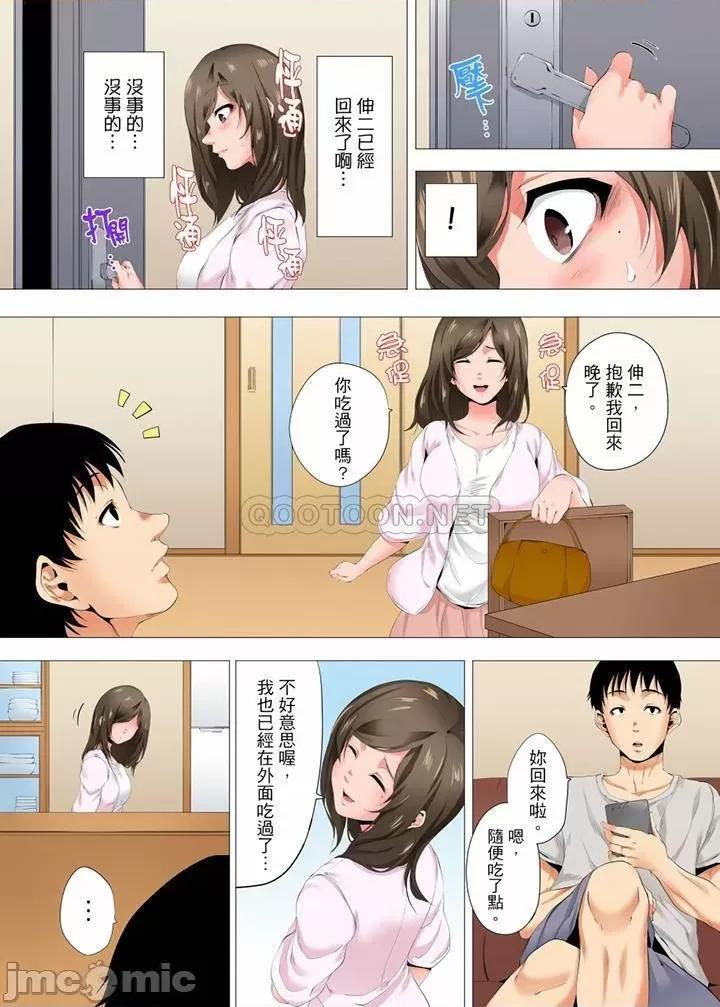 ①
壓下…
！
伸二已經
回來了啊…
怦通
怦通
怦通
怦通
沒事的…
沒事的…
打開…
伸二，
抱歉我回來
晚了。
急促
急促
你吃過了嗎？
QOOTOON.NET
妳回來啦。
嗯，
隨便吃了點。
不好意思喔，
我也已經在外面吃過了…
…
jmcomic